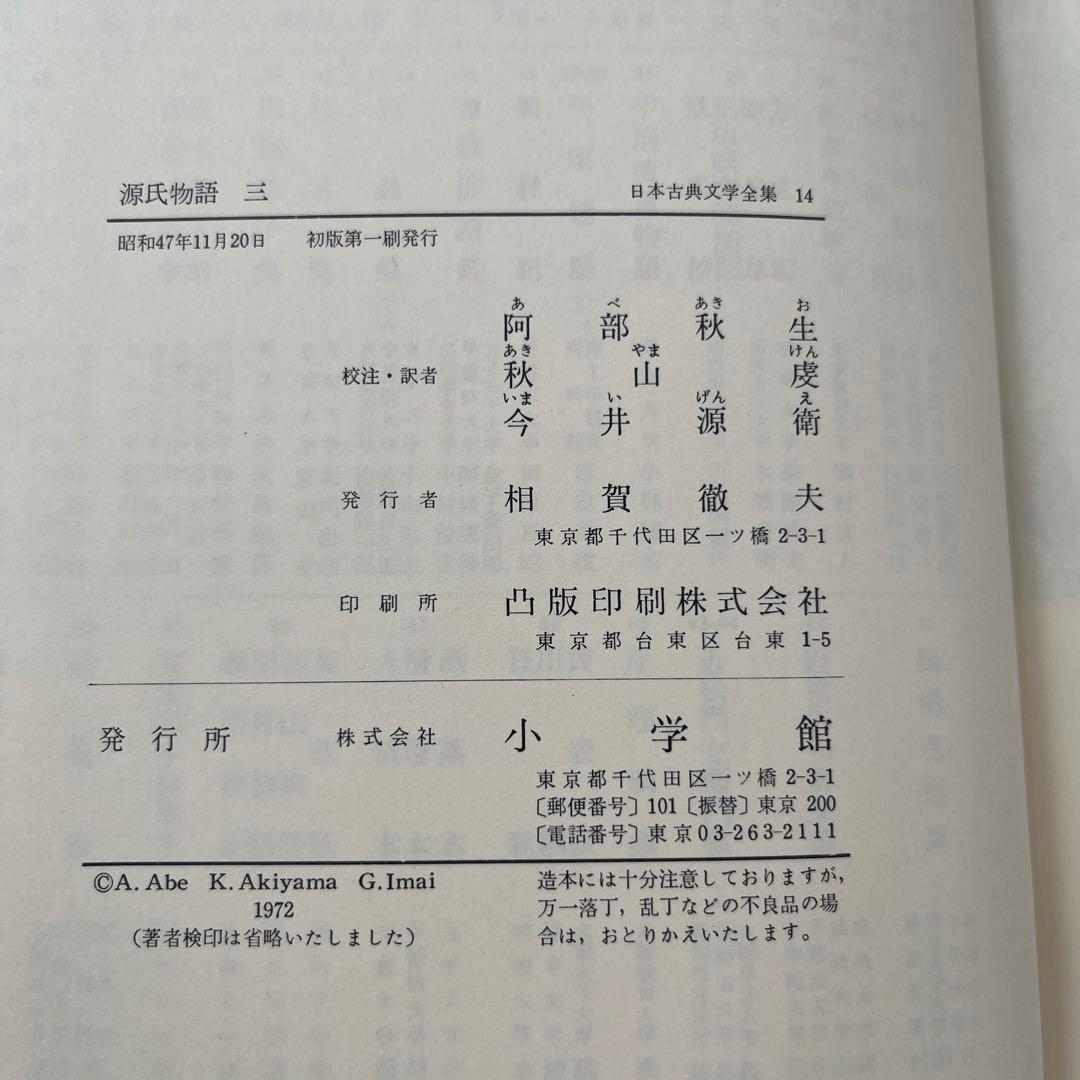 源氏物語 三 日本古典文学全集 14
昭和47年11月20日 初版第一刷発行
あ べ あき お
阿部秋生
あき やま けん
校注・訳者 秋山虔
いま い げん え
今井源衛
発行者 相賀徹夫
東京都千代田区一ツ橋 2-3-1
印刷所 凸版印刷株式会社
東京都台東区台東 1-5
発行所 株式会社 小学館
東京都千代田区一ツ橋 2-3-1
〔郵便番号〕101〔振替〕東京 200
〔電話番号〕東京03-263-2111
©A. Abe K. Akiyama G. Imai
1972
(著者検印は省略いたしました)
造本には十分注意しておりますが,
万一落丁, 乱丁などの不良品の場
合は, おとりかえいたします。